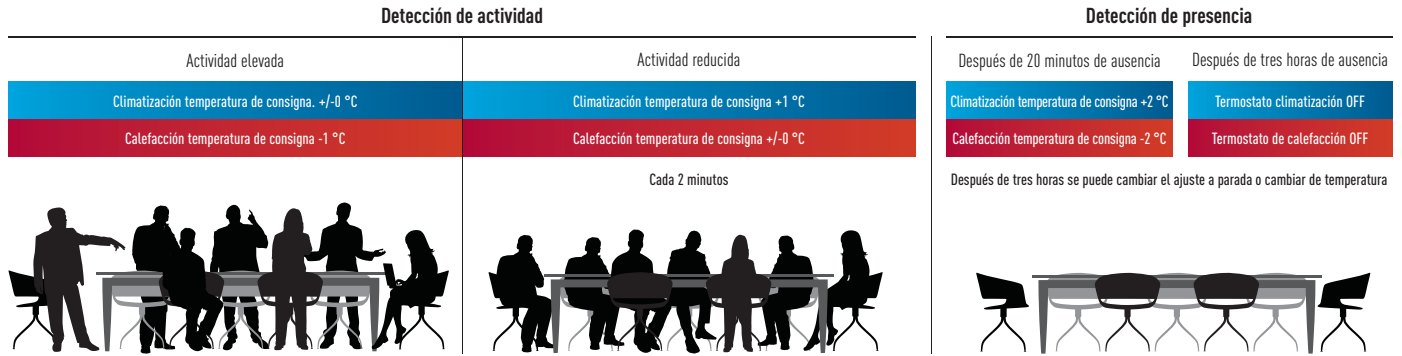 Detección de actividad
Actividad elevada
Climatización temperatura de consigna. +/-0 °C
Calefacción temperatura de consigna -1 °C
Actividad reducida
Climatización temperatura de consigna +1 °C
Calefacción temperatura de consigna +/-0 °C
Cada 2 minutos
Detección de presencia
Después de 20 minutos de ausencia
Climatización temperatura de consigna +2 °C
Calefacción temperatura de consigna -2 °C
Después de tres horas de ausencia
Termostato climatización OFF
Termostato de calefacción OFF
Después de tres horas se puede cambiar el ajuste a parada o cambiar de temperatura